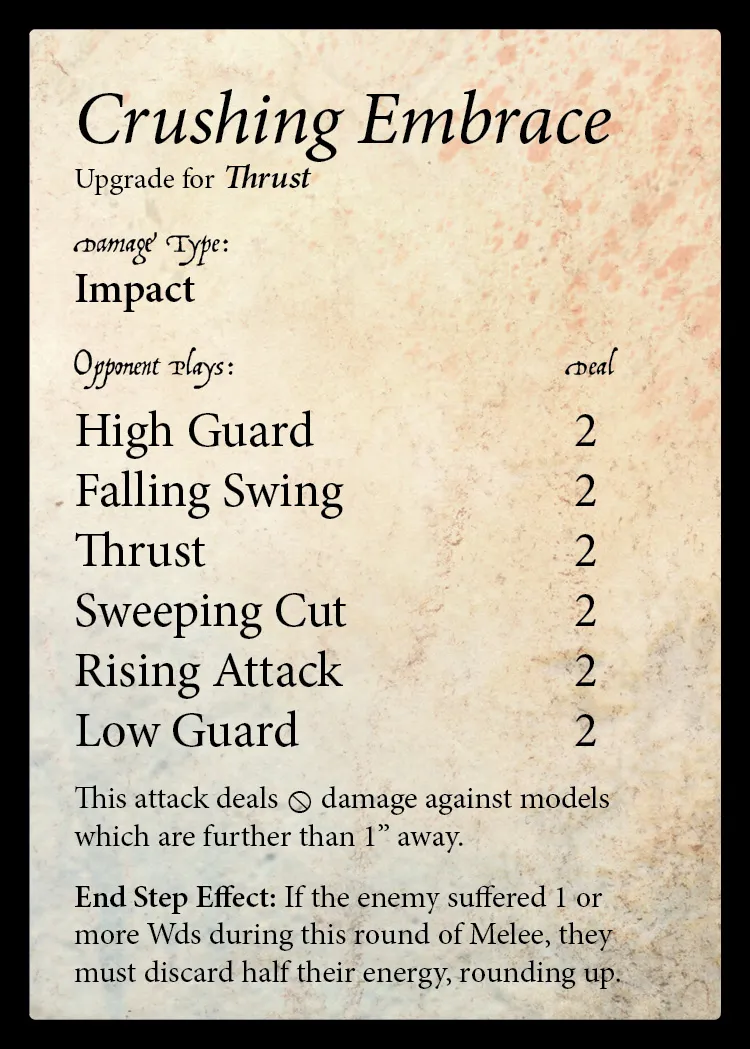 Crushing Embrace
Upgrade for Thrust
Damage Type:
Impact
Opponent Plays: Deal
High Guard 2
Falling Swing 2
Thrust 2
Sweeping Cut 2
Rising Attack 2
Low Guard 2
This attack deals 🛇 damage against models
which are further than 1” away.
End Step Effect: If the enemy suffered 1 or
more Wds during this round of Melee, they
must discard half their energy, rounding up.